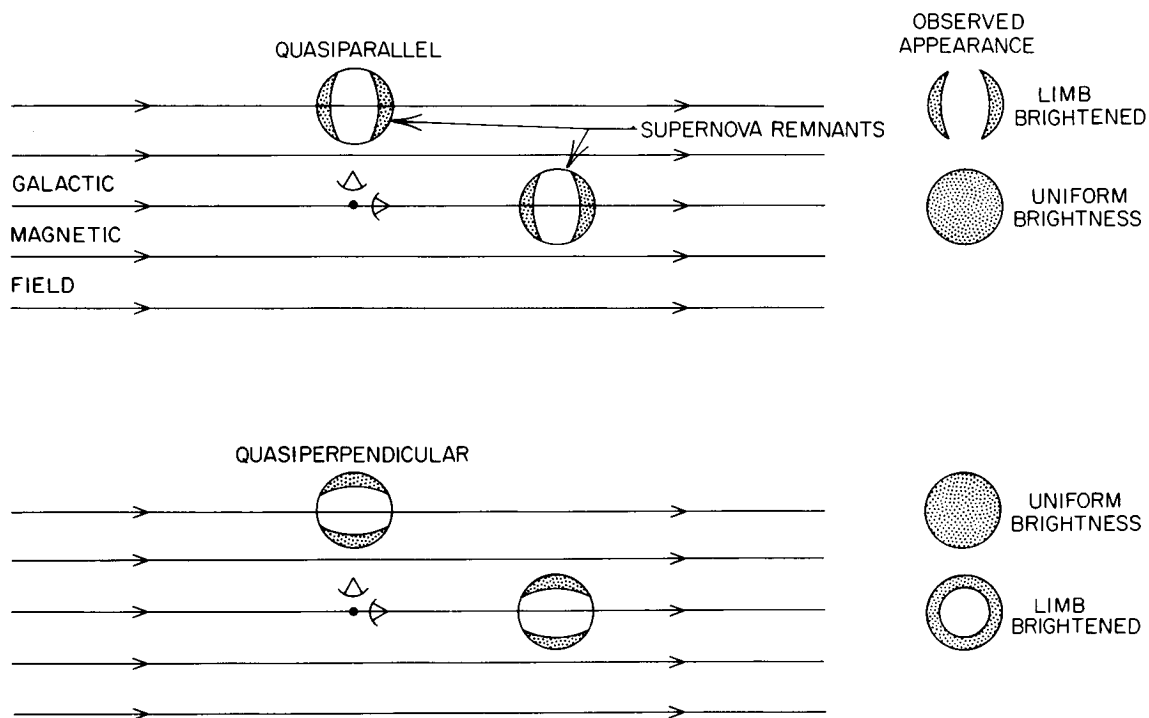 OBSERVED
APPEARANCE
QUASIPARALLEL
LIMB
BRIGHTENED
SUPERNOVA REMNANTS
GALACTIC
UNIFORM
BRIGHTNESS
MAGNETIC
FIELD
QUASIPERPENDICULAR
UNIFORM
BRIGHTNESS
LIMB
BRIGHTENED